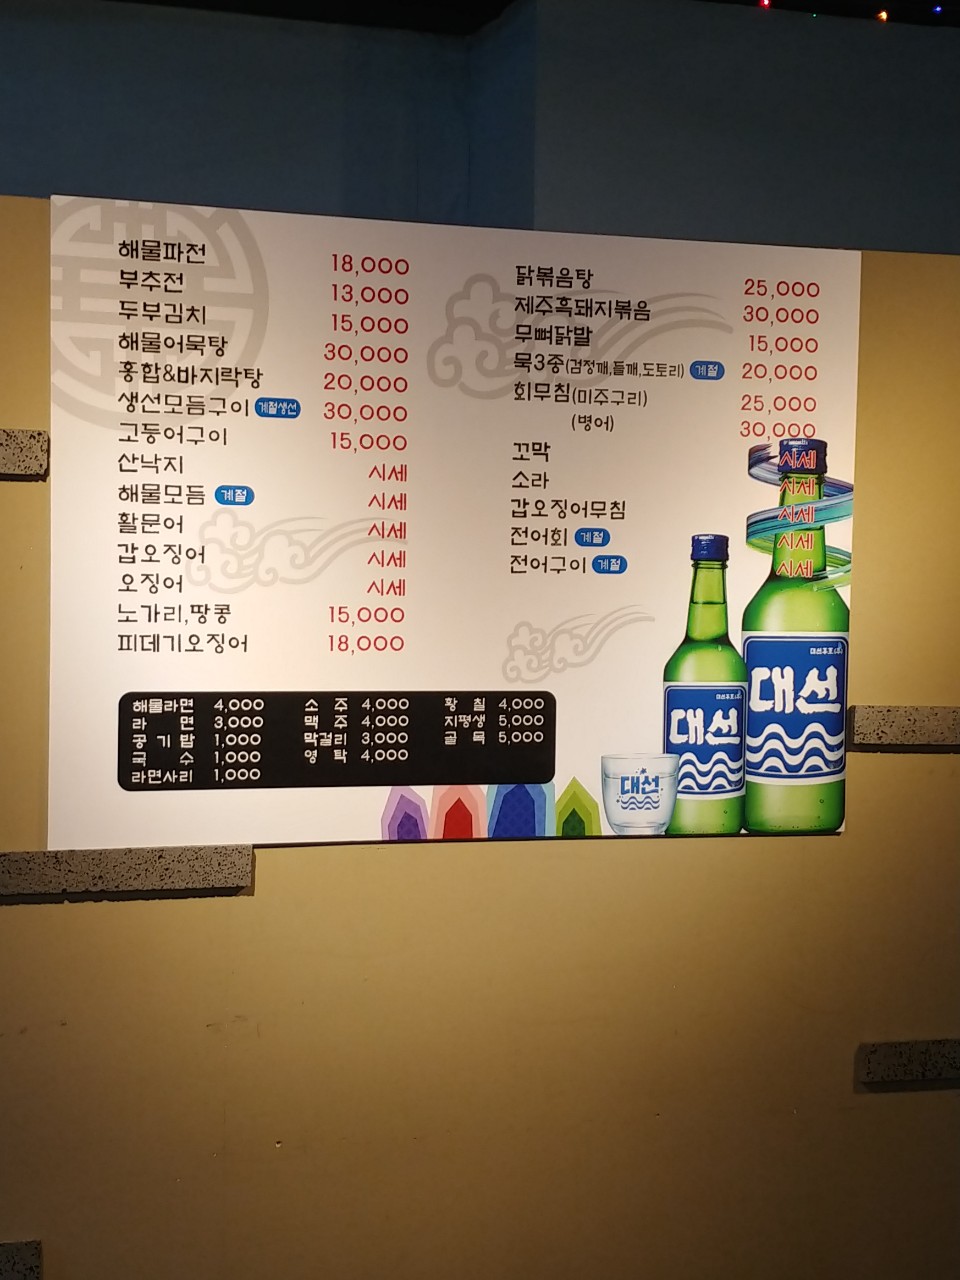 해물파전 18,000
부추전 13,000
두부김치 15,000
해물어묵탕 30,000
홍합&바지락탕 20,000
생선모듬구이 계절생선 30,000
고등어구이 15,000
산낙지 시세
해물모듬 계절 시세
활문어 시세
갑오징어 시세
오징어 시세
노가리,땅콩 15,000
피데기오징어 18,000
닭볶음탕 25,000
제주흑돼지볶음 30,000
무뼈닭발 15,000
묵3종(검정깨,들깨,도토리) 계절 20,000
회무침(미주구리) 25,000
(병어) 30,000
꼬막 시세
소라 시세
갑오징어무침 시세
전어회 계절 시세
전어구이 계절 시세
해물라면 4,000
라 면 3,000
공 기 밥 1,000
국 수 1,000
라면사리 1,000
소 주 4,000
맥 주 4,000
막걸리 3,000
영 탁 4,000
황 칠 4,000
지평생 5,000
골 목 5,000
대선
대선
대선